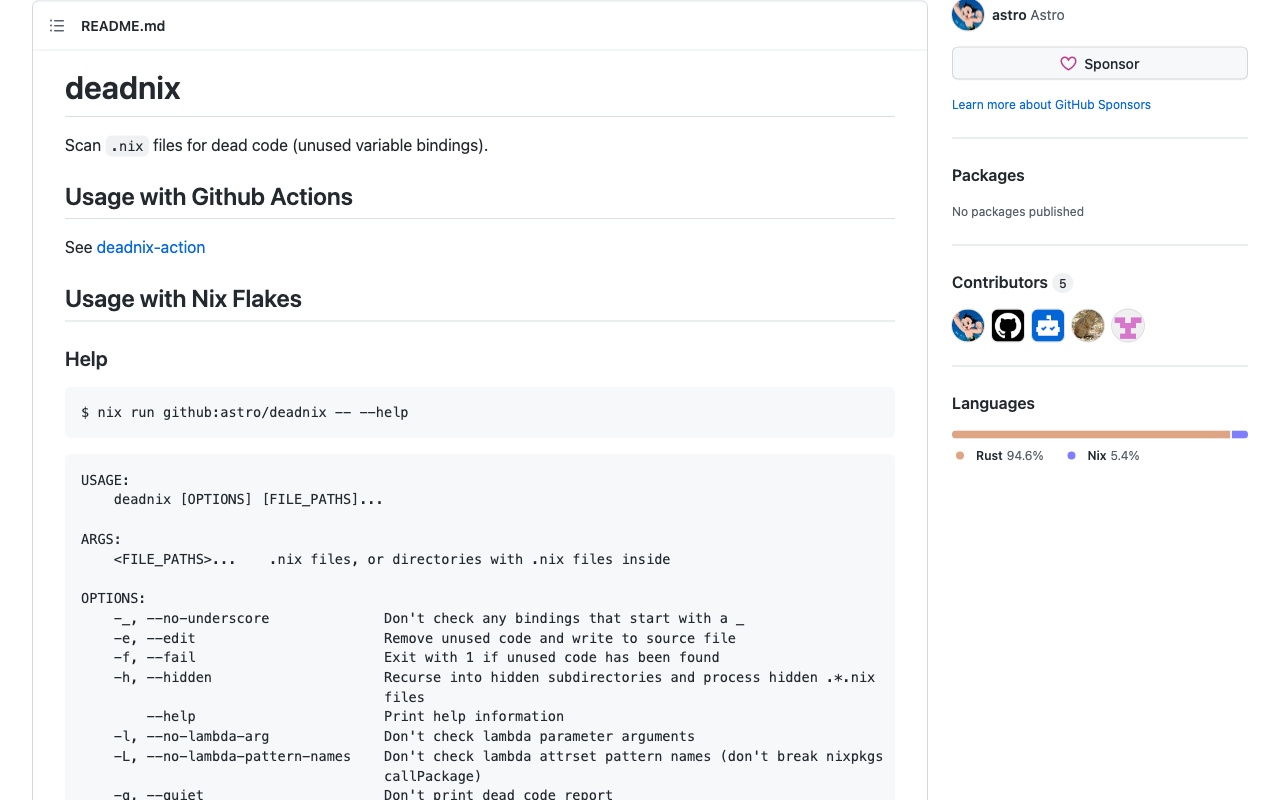 README.md
deadnix
Scan .nix files for dead code (unused variable bindings).
Usage with Github Actions
See deadnix-action
Usage with Nix Flakes
Help
$ nix run github:astro/deadnix -- --help
USAGE:
    deadnix [OPTIONS] [FILE_PATHS]...
ARGS:
    <FILE_PATHS>...    .nix files, or directories with .nix files inside
OPTIONS:
    -_, --no-underscore              Don't check any bindings that start with a _
    -e, --edit                       Remove unused code and write to source file
    -f, --fail                       Exit with 1 if unused code has been found
    -h, --hidden                     Recurse into hidden subdirectories and process hidden .*.nix
                                     files
        --help                       Print help information
    -l, --no-lambda-arg              Don't check lambda parameter arguments
    -L, --no-lambda-pattern-names    Don't check lambda attrset pattern names (don't break nixpkgs
                                     callPackage)
    -q, --quiet                      Don't print dead code report
astro Astro
Sponsor
Learn more about GitHub Sponsors
Packages
No packages published
Contributors 5
Languages
Rust 94.6% Nix 5.4%